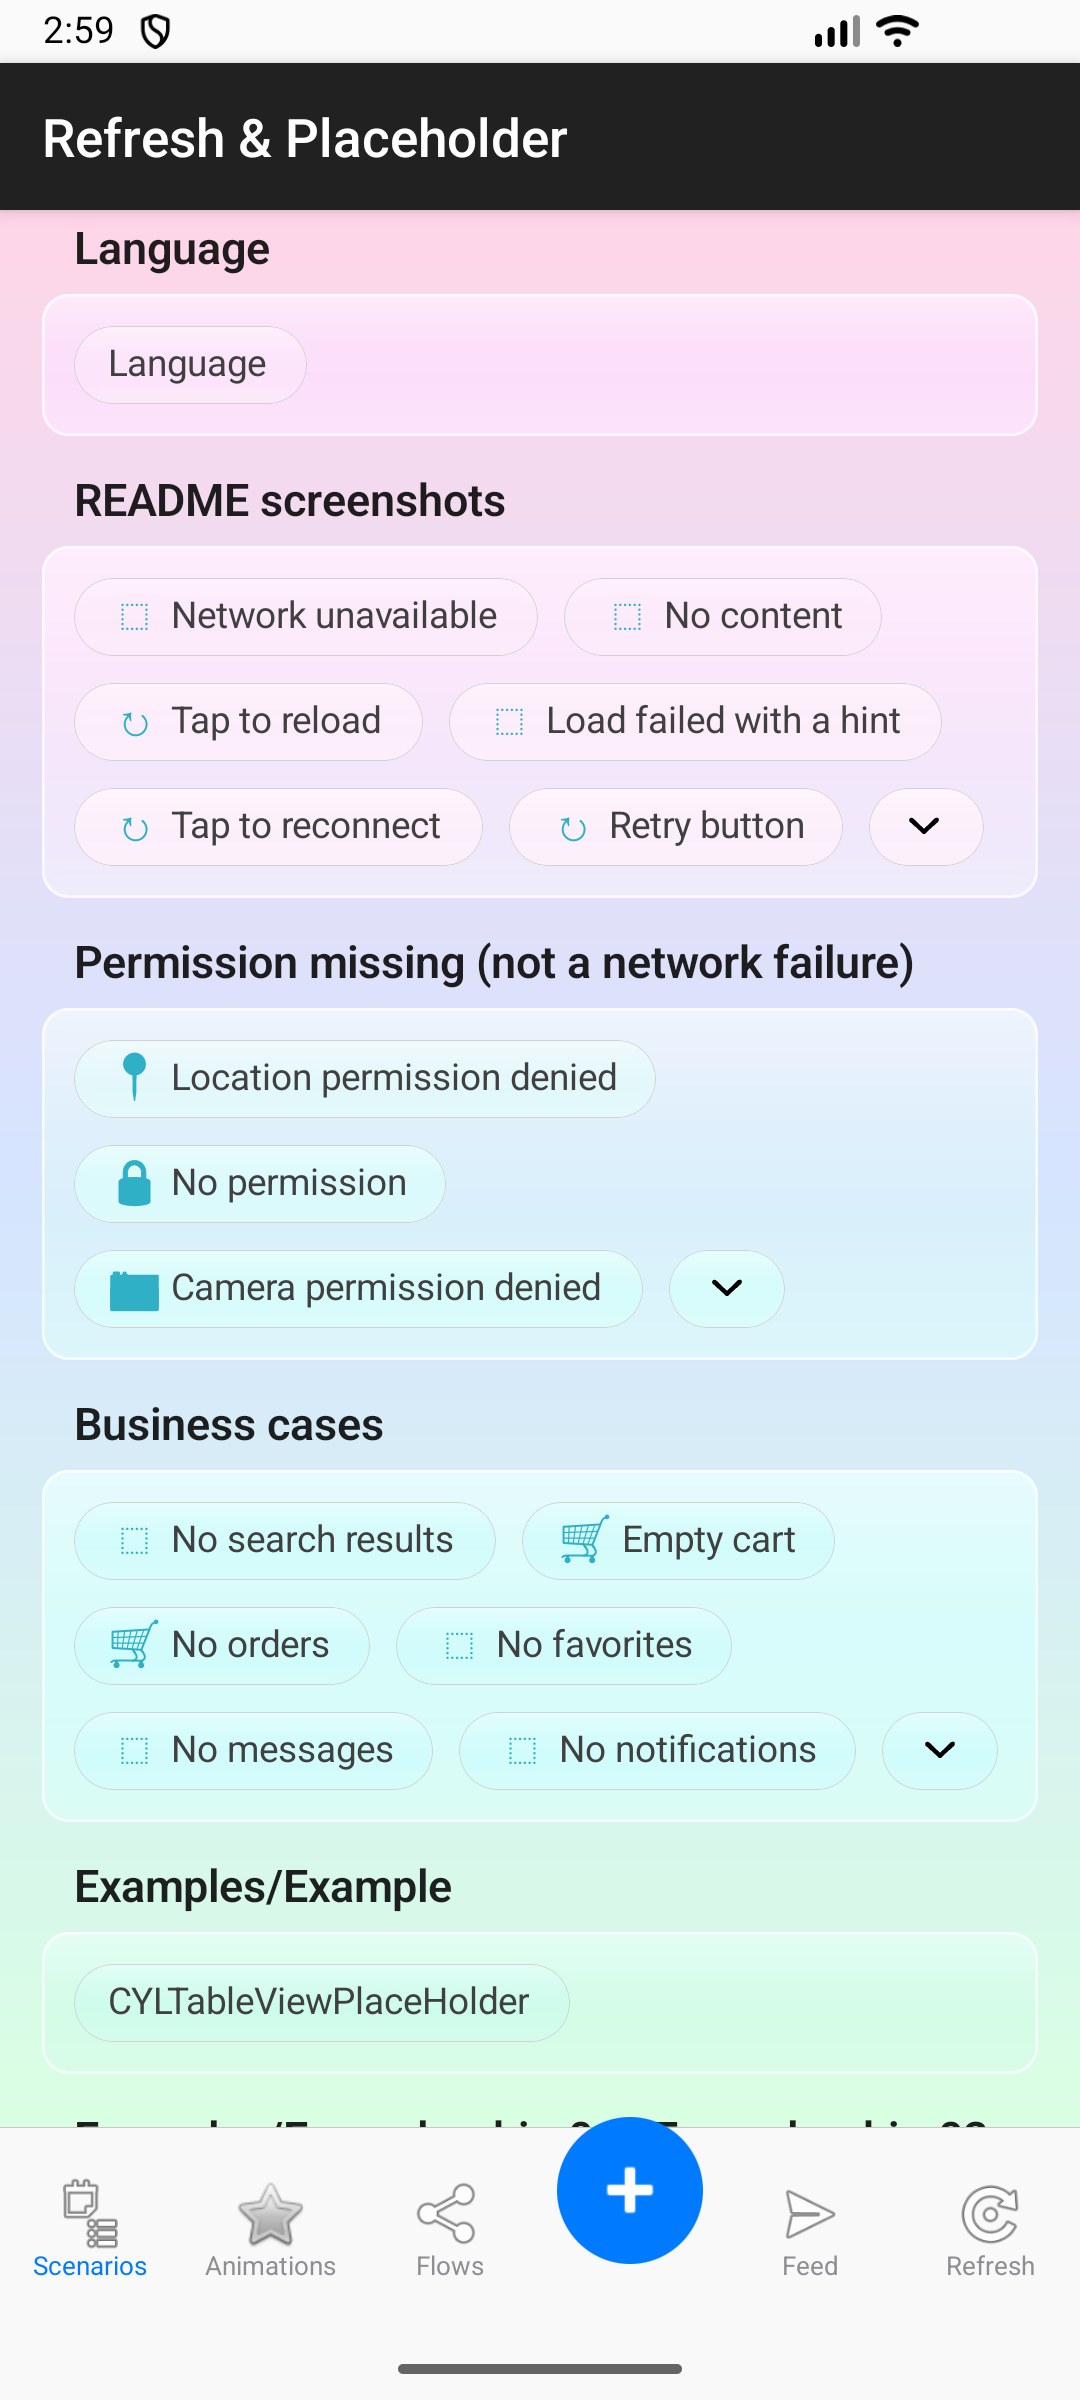 2:59
Refresh & Placeholder
Language
Language
README screenshots
Network unavailable
No content
Tap to reload
Load failed with a hint
Tap to reconnect
Retry button
Permission missing (not a network failure)
Location permission denied
No permission
Camera permission denied
Business cases
No search results
Empty cart
No orders
No favorites
No messages
No notifications
Examples/Example
CYLTableViewPlaceHolder
Scenarios
Animations
Flows
Feed
Refresh